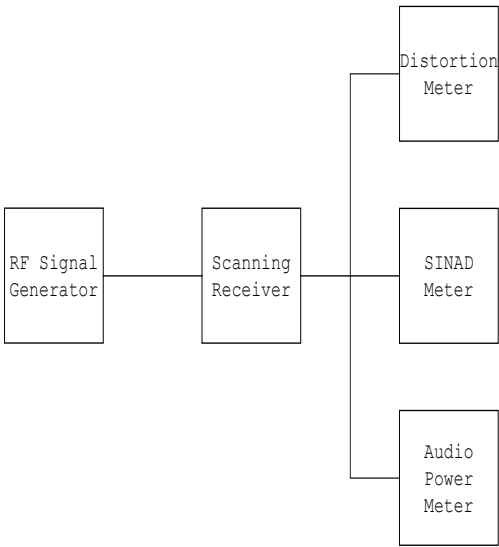 Distortion
Meter
RF Signal
Generator
Scanning
Receiver
SINAD
Meter
Audio
Power
Meter